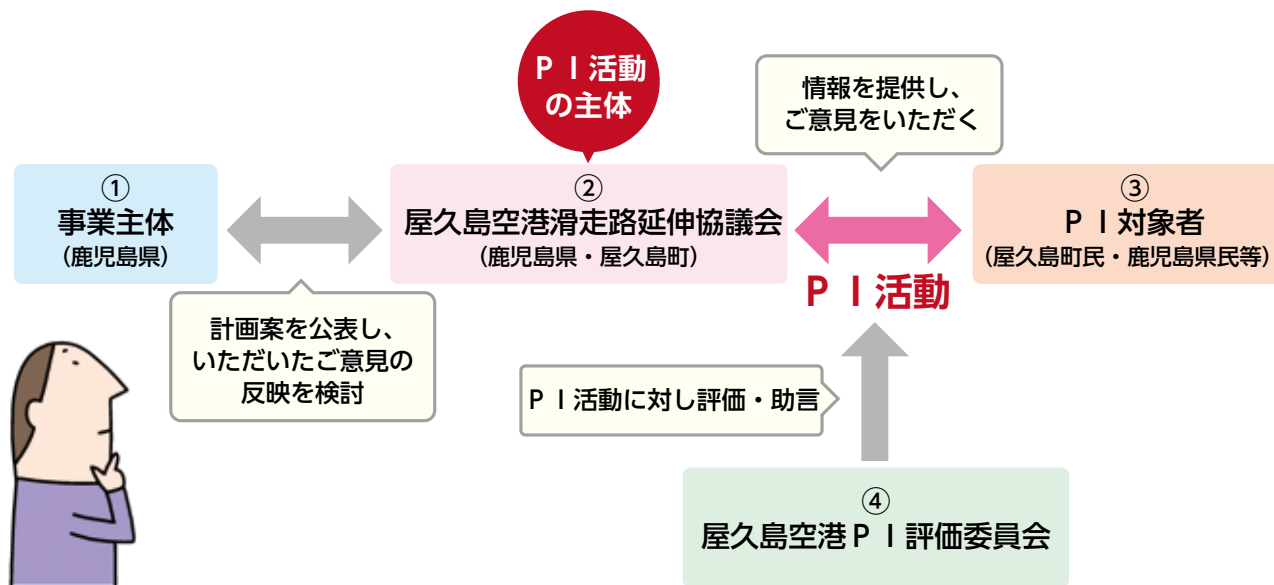 ＰＩ活動
の主体
情報を提供し、
ご意見をいただく
①
事業主体
（鹿児島県）
②
屋久島空港滑走路延伸協議会
（鹿児島県・屋久島町）
③
ＰＩ対象者
（屋久島町民・鹿児島県民等）
ＰＩ活動
計画案を公表し、
いただいたご意見の
反映を検討
ＰＩ活動に対し評価・助言
④
屋久島空港ＰＩ評価委員会